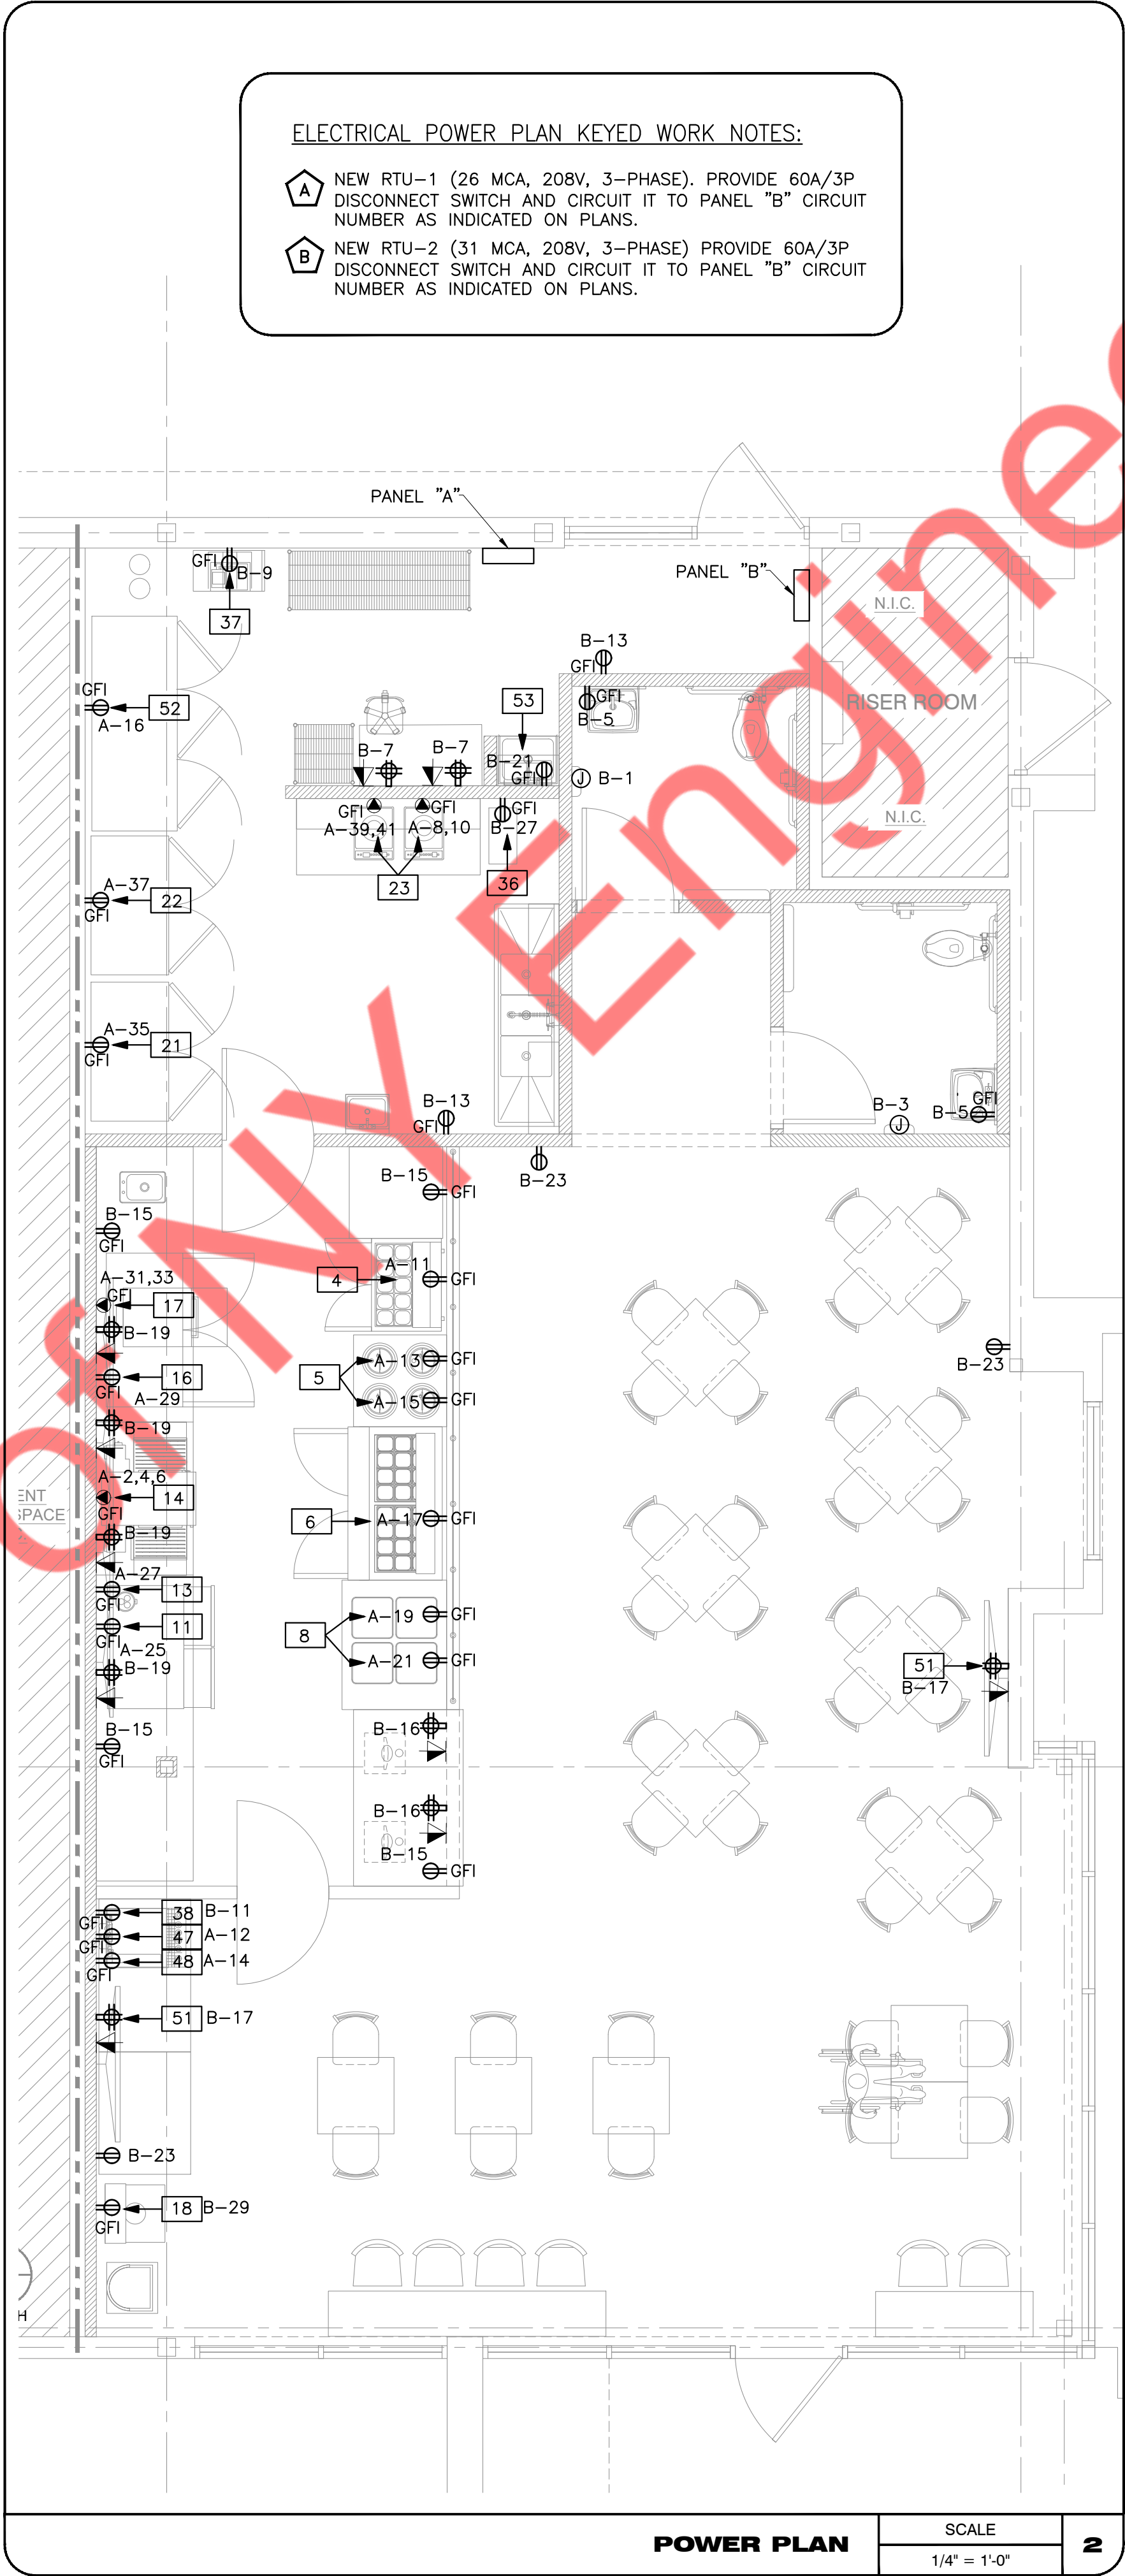 ELECTRICAL POWER PLAN KEYED WORK NOTES:
A NEW RTU-1 (26 MCA, 208V, 3-PHASE). PROVIDE 60A/3P
DISCONNECT SWITCH AND CIRCUIT IT TO PANEL "B" CIRCUIT
NUMBER AS INDICATED ON PLANS.
B NEW RTU-2 (31 MCA, 208V, 3-PHASE) PROVIDE 60A/3P
DISCONNECT SWITCH AND CIRCUIT IT TO PANEL "B" CIRCUIT
NUMBER AS INDICATED ON PLANS.
of NY Engine
PANEL "A"
GFI B-9
PANEL "B"
N.I.C.
37
B-13
GFI
GFI
52
A-16
53
GFI
B-5
RISER ROOM
B-7
B-7
B-21
GFI
J B-1
GFI
A-39,41
GFI
A-8,10
GFI
B-27
N.I.C.
23
36
A-37
22
GFI
A-35
21
GFI
B-13
GFI
B-3
J
GFI
B-5
B-15 GFI
B-23
B-15
GFI
A-31,33
GFI
17
4
A-11
GFI
B-19
B-23
16
GFI
A-29
5
A-13 GFI
A-15 GFI
B-19
A-2,4,6
14
GFI
ENT
SPACE
6
A-17 GFI
B-19
A-27
13
GFI
11
GFI
A-25
B-19
8
A-19 GFI
A-21 GFI
51
B-17
B-15
GFI
B-16
B-16
B-15
GFI
38 B-11
GFI
47 A-12
GFI
48 A-14
GFI
51 B-17
B-23
18 B-29
GFI
H
POWER PLAN
SCALE
1/4" = 1'-0"
2